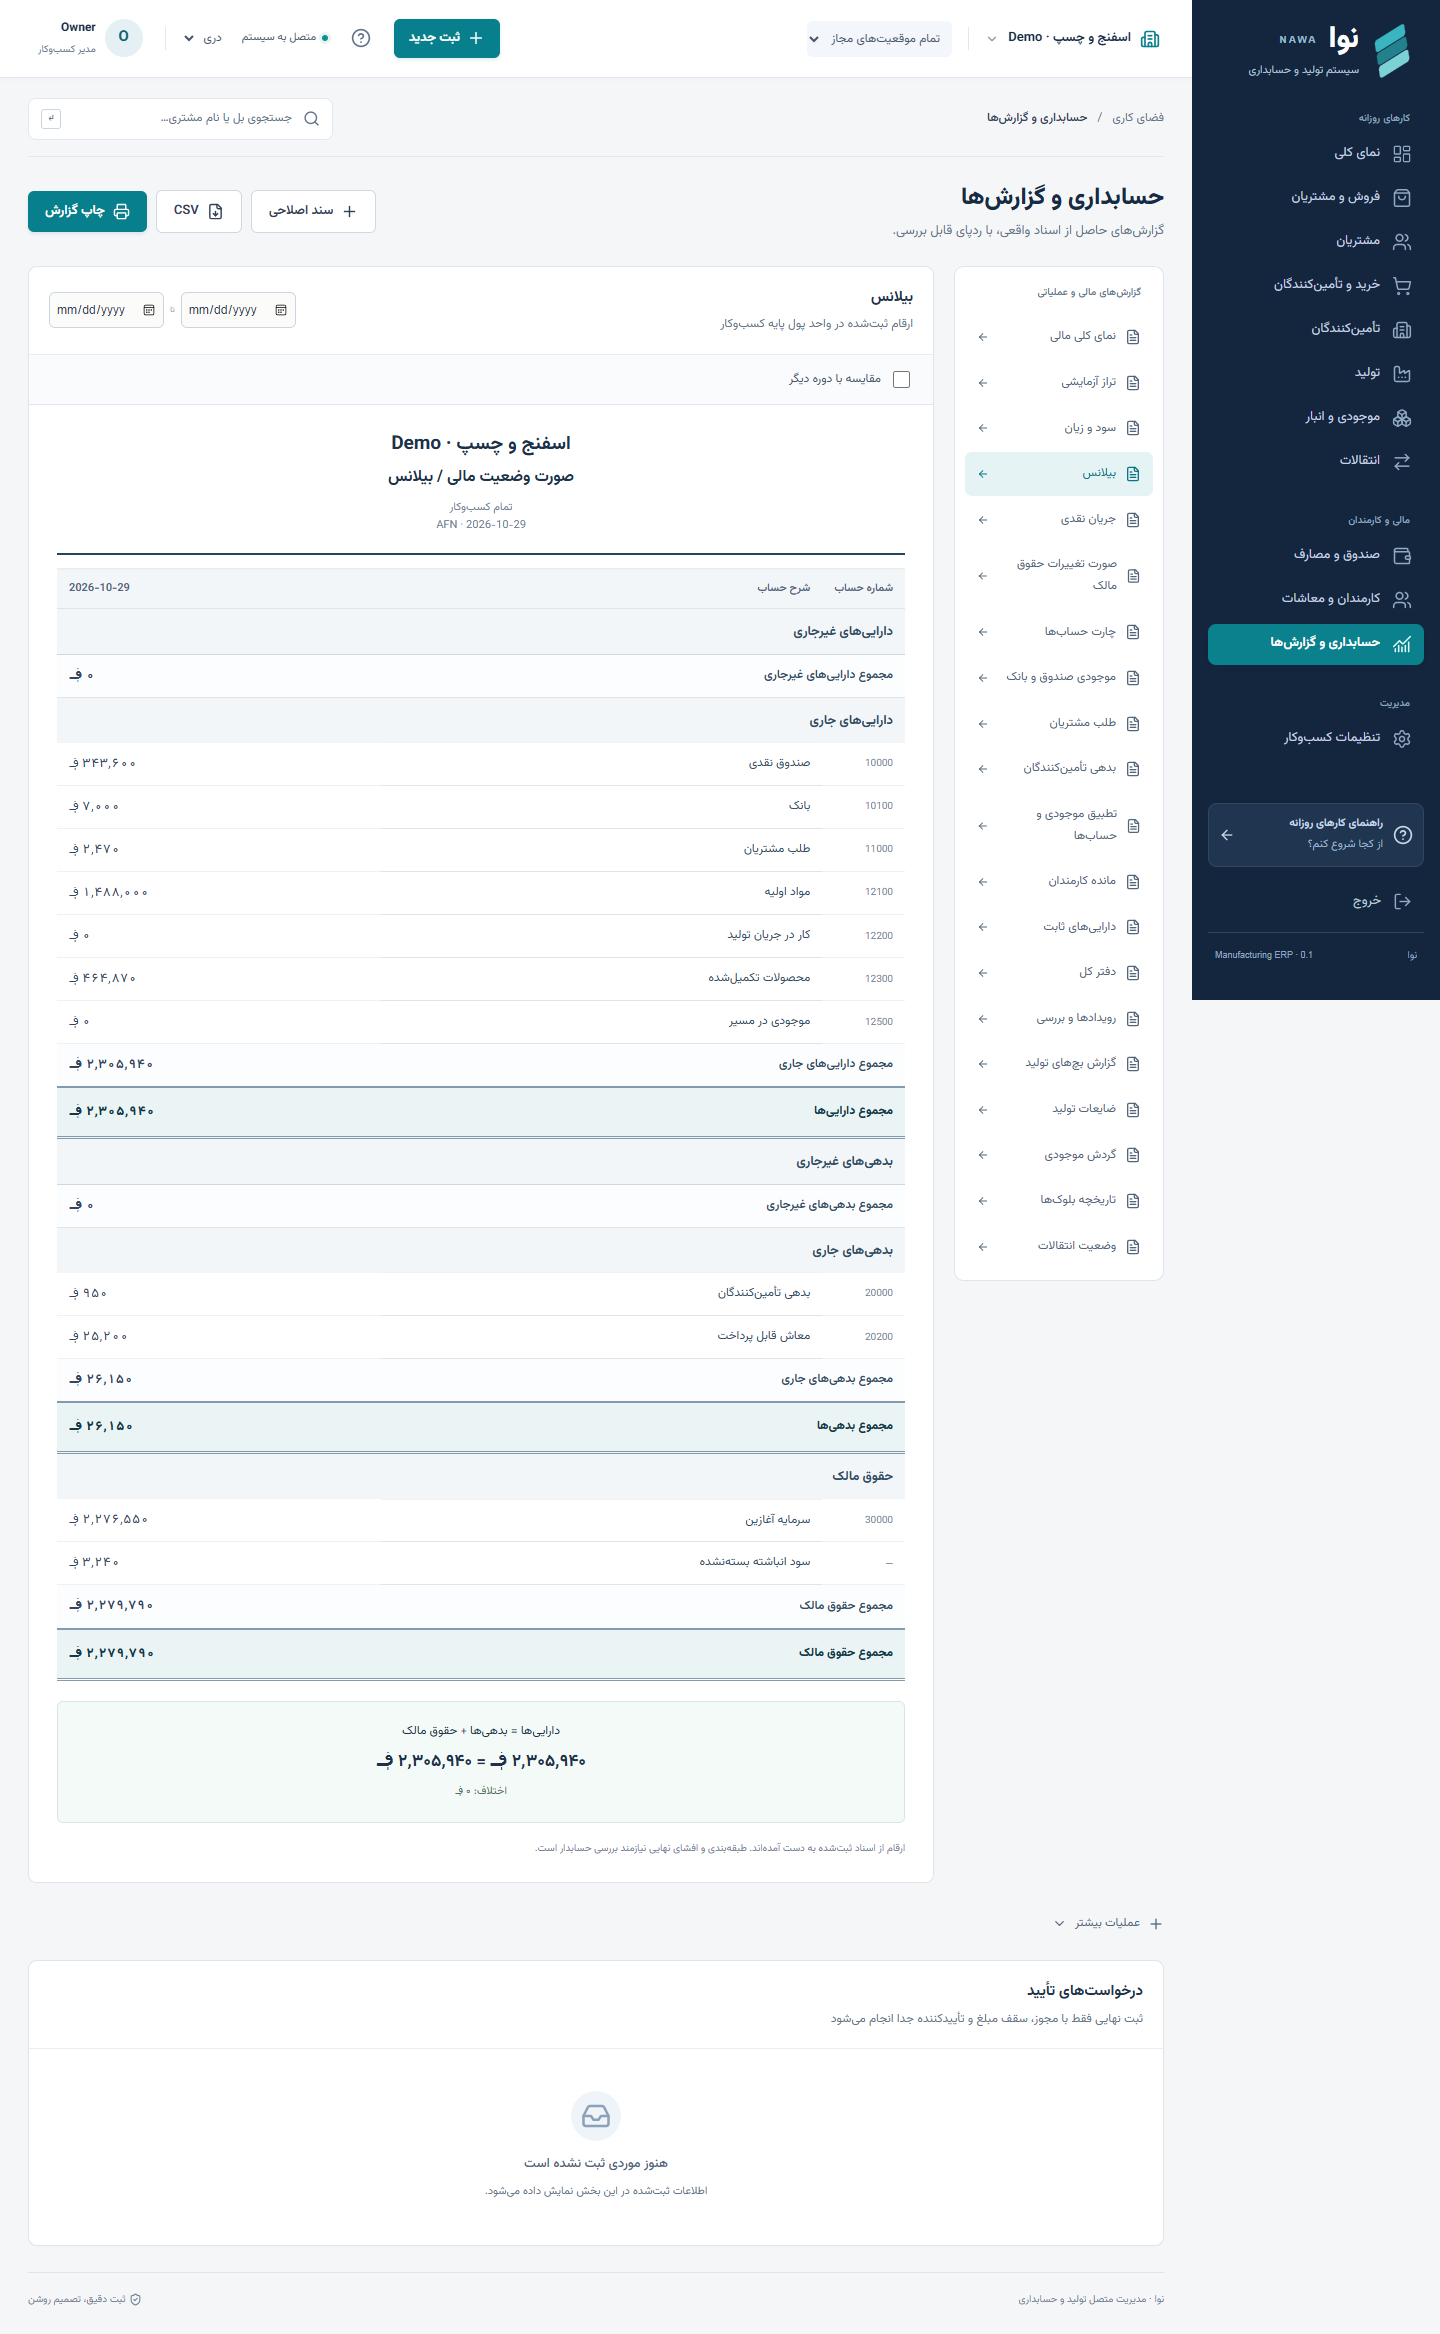 نوا NAWA
سیستم تولید و حسابداری
کارهای روزانه
نمای کلی
فروش و مشتریان
مشتریان
خرید و تأمین‌کنندگان
تأمین‌کنندگان
تولید
موجودی و انبار
انتقالات
مالی و کارمندان
صندوق و مصارف
کارمندان و معاشات
حسابداری و گزارش‌ها
مدیریت
تنظیمات کسب‌وکار
راهنمای کارهای روزانه
از کجا شروع کنم؟
خروج
نوا Manufacturing ERP · 0.1
اسفنج و چسپ · Demo
تمام موقعیت‌های مجاز
ثبت جدید
متصل به سیستم
دری
O
Owner
مدیر کسب‌وکار
فضای کاری / حسابداری و گزارش‌ها
جستجوی بل یا نام مشتری...
حسابداری و گزارش‌ها
گزارش‌های حاصل از اسناد واقعی، با ردپای قابل بررسی.
سند اصلاحی
CSV
چاپ گزارش
گزارش‌های مالی و عملیاتی
نمای کلی مالی
تراز آزمایشی
سود و زیان
بیلانس
جریان نقدی
صورت تغییرات حقوق
مالک
چارت حساب‌ها
موجودی صندوق و بانک
طلب مشتریان
بدهی تأمین‌کنندگان
تطبیق موجودی و
حساب‌ها
مانده کارمندان
دارایی‌های ثابت
دفتر کل
رویدادها و بررسی
گزارش بچ‌های تولید
ضایعات تولید
گردش موجودی
تاریخچه بلوک‌ها
وضعیت انتقالات
بیلانس
ارقام ثبت‌شده در واحد پول پایه کسب‌وکار
mm/dd/yyyy تا mm/dd/yyyy
مقایسه با دوره دیگر
اسفنج و چسپ · Demo
صورت وضعیت مالی / بیلانس
تمام کسب‌وکار
AFN · 2026-10-29
شماره حساب شرح حساب 2026-10-29
دارایی‌های غیرجاری
مجموع دارایی‌های غیرجاری ۰ ؋
دارایی‌های جاری
10000 صندوق نقدی ۳۴۳,۶۰۰ ؋
10100 بانک ۷,۰۰۰ ؋
11000 طلب مشتریان ۲,۴۷۰ ؋
12100 مواد اولیه ۱,۴۸۸,۰۰۰ ؋
12200 کار در جریان تولید ۰ ؋
12300 محصولات تکمیل‌شده ۴۶۴,۸۷۰ ؋
12500 موجودی در مسیر ۰ ؋
مجموع دارایی‌های جاری ۲,۳۰۵,۹۴۰ ؋
مجموع دارایی‌ها ۲,۳۰۵,۹۴۰ ؋
بدهی‌های غیرجاری
مجموع بدهی‌های غیرجاری ۰ ؋
بدهی‌های جاری
20000 بدهی تأمین‌کنندگان ۹۵۰ ؋
20200 معاش قابل پرداخت ۲۵,۲۰۰ ؋
مجموع بدهی‌های جاری ۲۶,۱۵۰ ؋
مجموع بدهی‌ها ۲۶,۱۵۰ ؋
حقوق مالک
30000 سرمایه آغازین ۲,۲۷۶,۵۵۰ ؋
— سود انباشته بسته‌نشده ۳,۲۴۰ ؋
مجموع حقوق مالک ۲,۲۷۹,۷۹۰ ؋
مجموع حقوق مالک ۲,۲۷۹,۷۹۰ ؋
دارایی‌ها = بدهی‌ها + حقوق مالک
۲,۳۰۵,۹۴۰ ؋ = ۲,۳۰۵,۹۴۰ ؋
اختلاف: ۰ ؋
ارقام از اسناد ثبت‌شده به دست آمده‌اند. طبقه‌بندی و افشای نهایی نیازمند بررسی حسابدار است.
عملیات بیشتر
درخواست‌های تأیید
ثبت نهایی فقط با مجوز، سقف مبلغ و تأییدکننده جدا انجام می‌شود
هنوز موردی ثبت نشده است
اطلاعات ثبت‌شده در این بخش نمایش داده می‌شود.
نوا · مدیریت متصل تولید و حسابداری
ثبت دقیق، تصمیم روشن